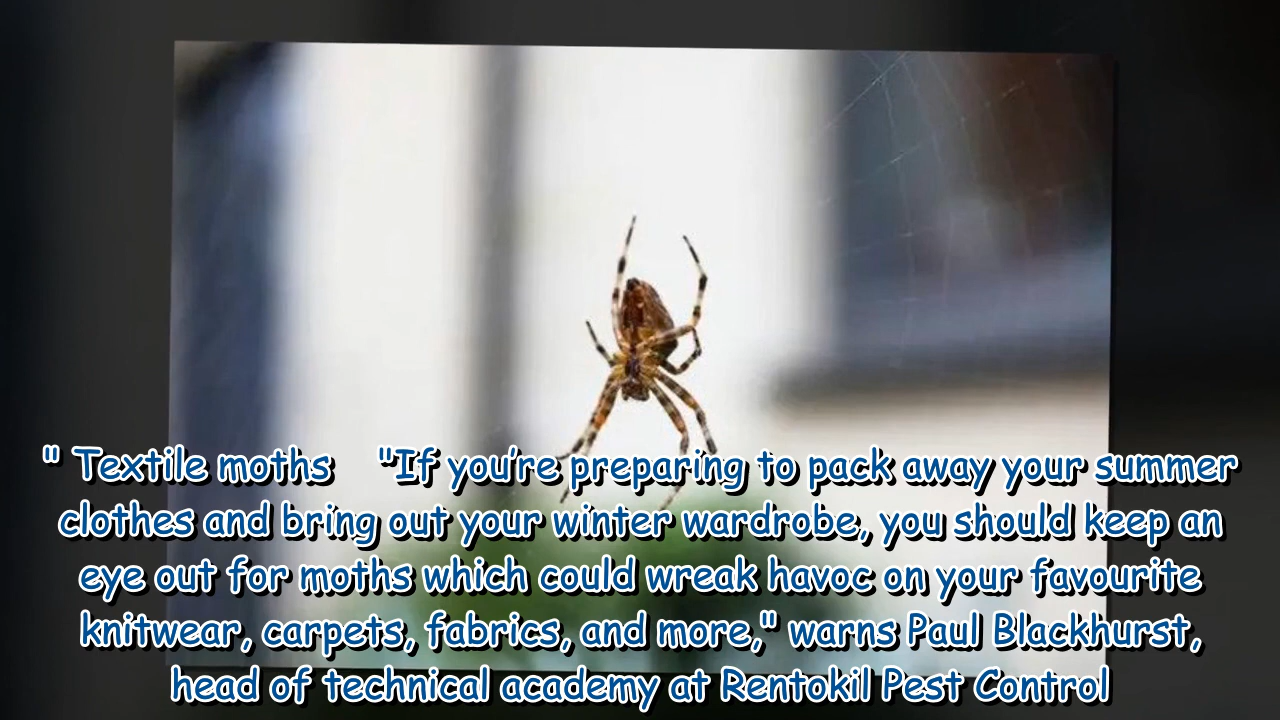 " Textile moths "If you're preparing to pack away your summer
clothes and bring out your winter wardrobe, you should keep an
eye out for moths which could wreak havoc on your favourite
knitwear, carpets, fabrics, and more," warns Paul Blackhurst,
head of technical academy at Rentokil Pest Control